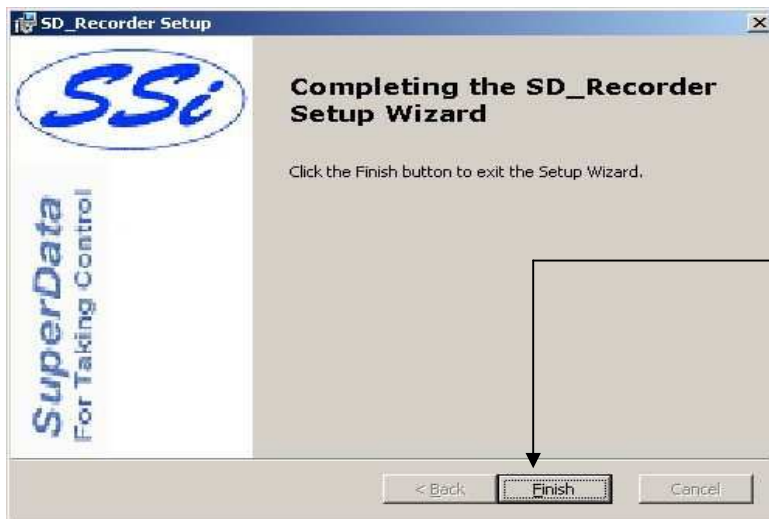 SD_Recorder Setup
SSi
Completing the SD_Recorder
Setup Wizard
Click the Finish button to exit the Setup Wizard.
SuperData
For Taking Control
< Back
Finish
Cancel